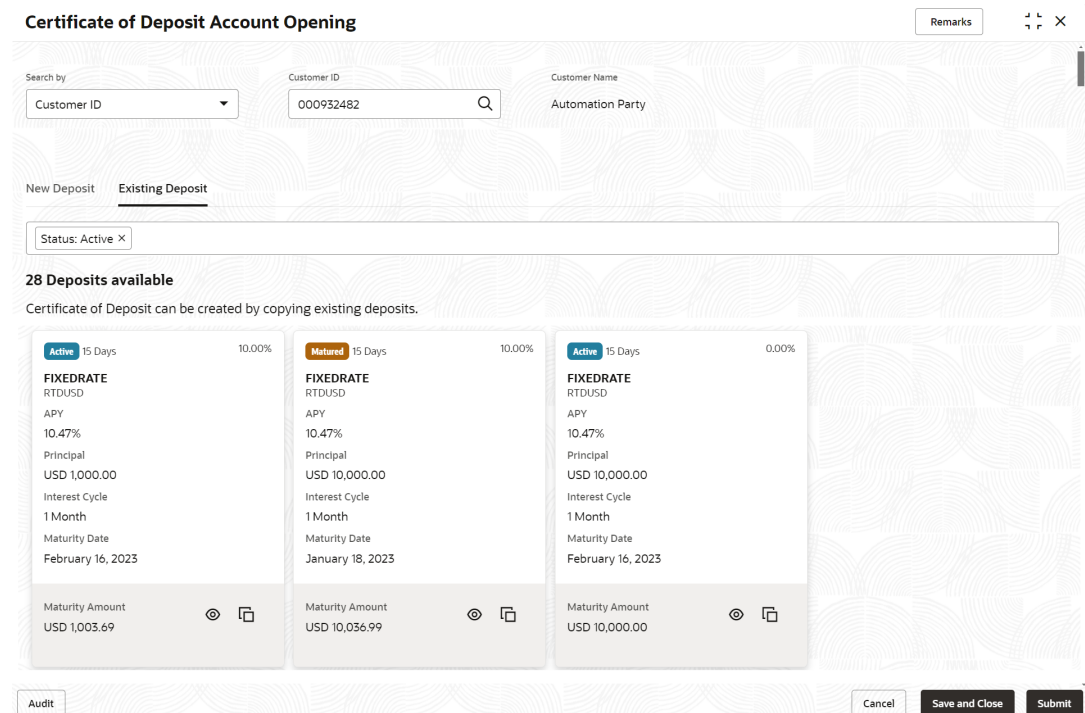 Certificate of Deposit Account Opening
Remarks
Search by
Customer ID
Customer Name
Customer ID
000932482
Automation Party
New Deposit
Existing Deposit
Status: Active ×
28 Deposits available
Certificate of Deposit can be created by copying existing deposits.
Active 15 Days 10.00%
FIXEDRATE
RTDUSD
APY
10.47%
Principal
USD 1,000.00
Interest Cycle
1 Month
Maturity Date
February 16, 2023
Maturity Amount
USD 1,003.69
Matured 15 Days 10.00%
FIXEDRATE
RTDUSD
APY
10.47%
Principal
USD 10,000.00
Interest Cycle
1 Month
Maturity Date
January 18, 2023
Maturity Amount
USD 10,036.99
Active 15 Days 0.00%
FIXEDRATE
RTDUSD
APY
10.47%
Principal
USD 10,000.00
Interest Cycle
1 Month
Maturity Date
February 16, 2023
Maturity Amount
USD 10,000.00
Audit
Cancel
Save and Close
Submit